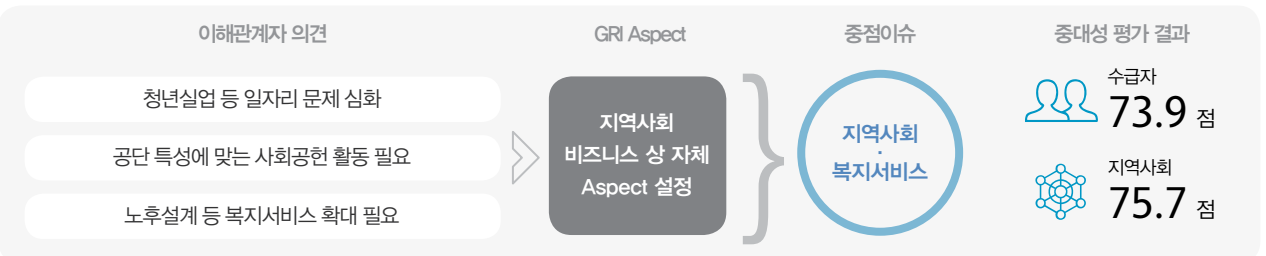 이해관계자 의견
GRI Aspect
중점이슈
중대성 평가 결과
청년실업 등 일자리 문제 심화
공단 특성에 맞는 사회공헌 활동 필요
노후설계 등 복지서비스 확대 필요
지역사회
비즈니스 상 자체
Aspect 설정
지역사회
·
복지서비스
수급자
73.9 점
지역사회
75.7 점